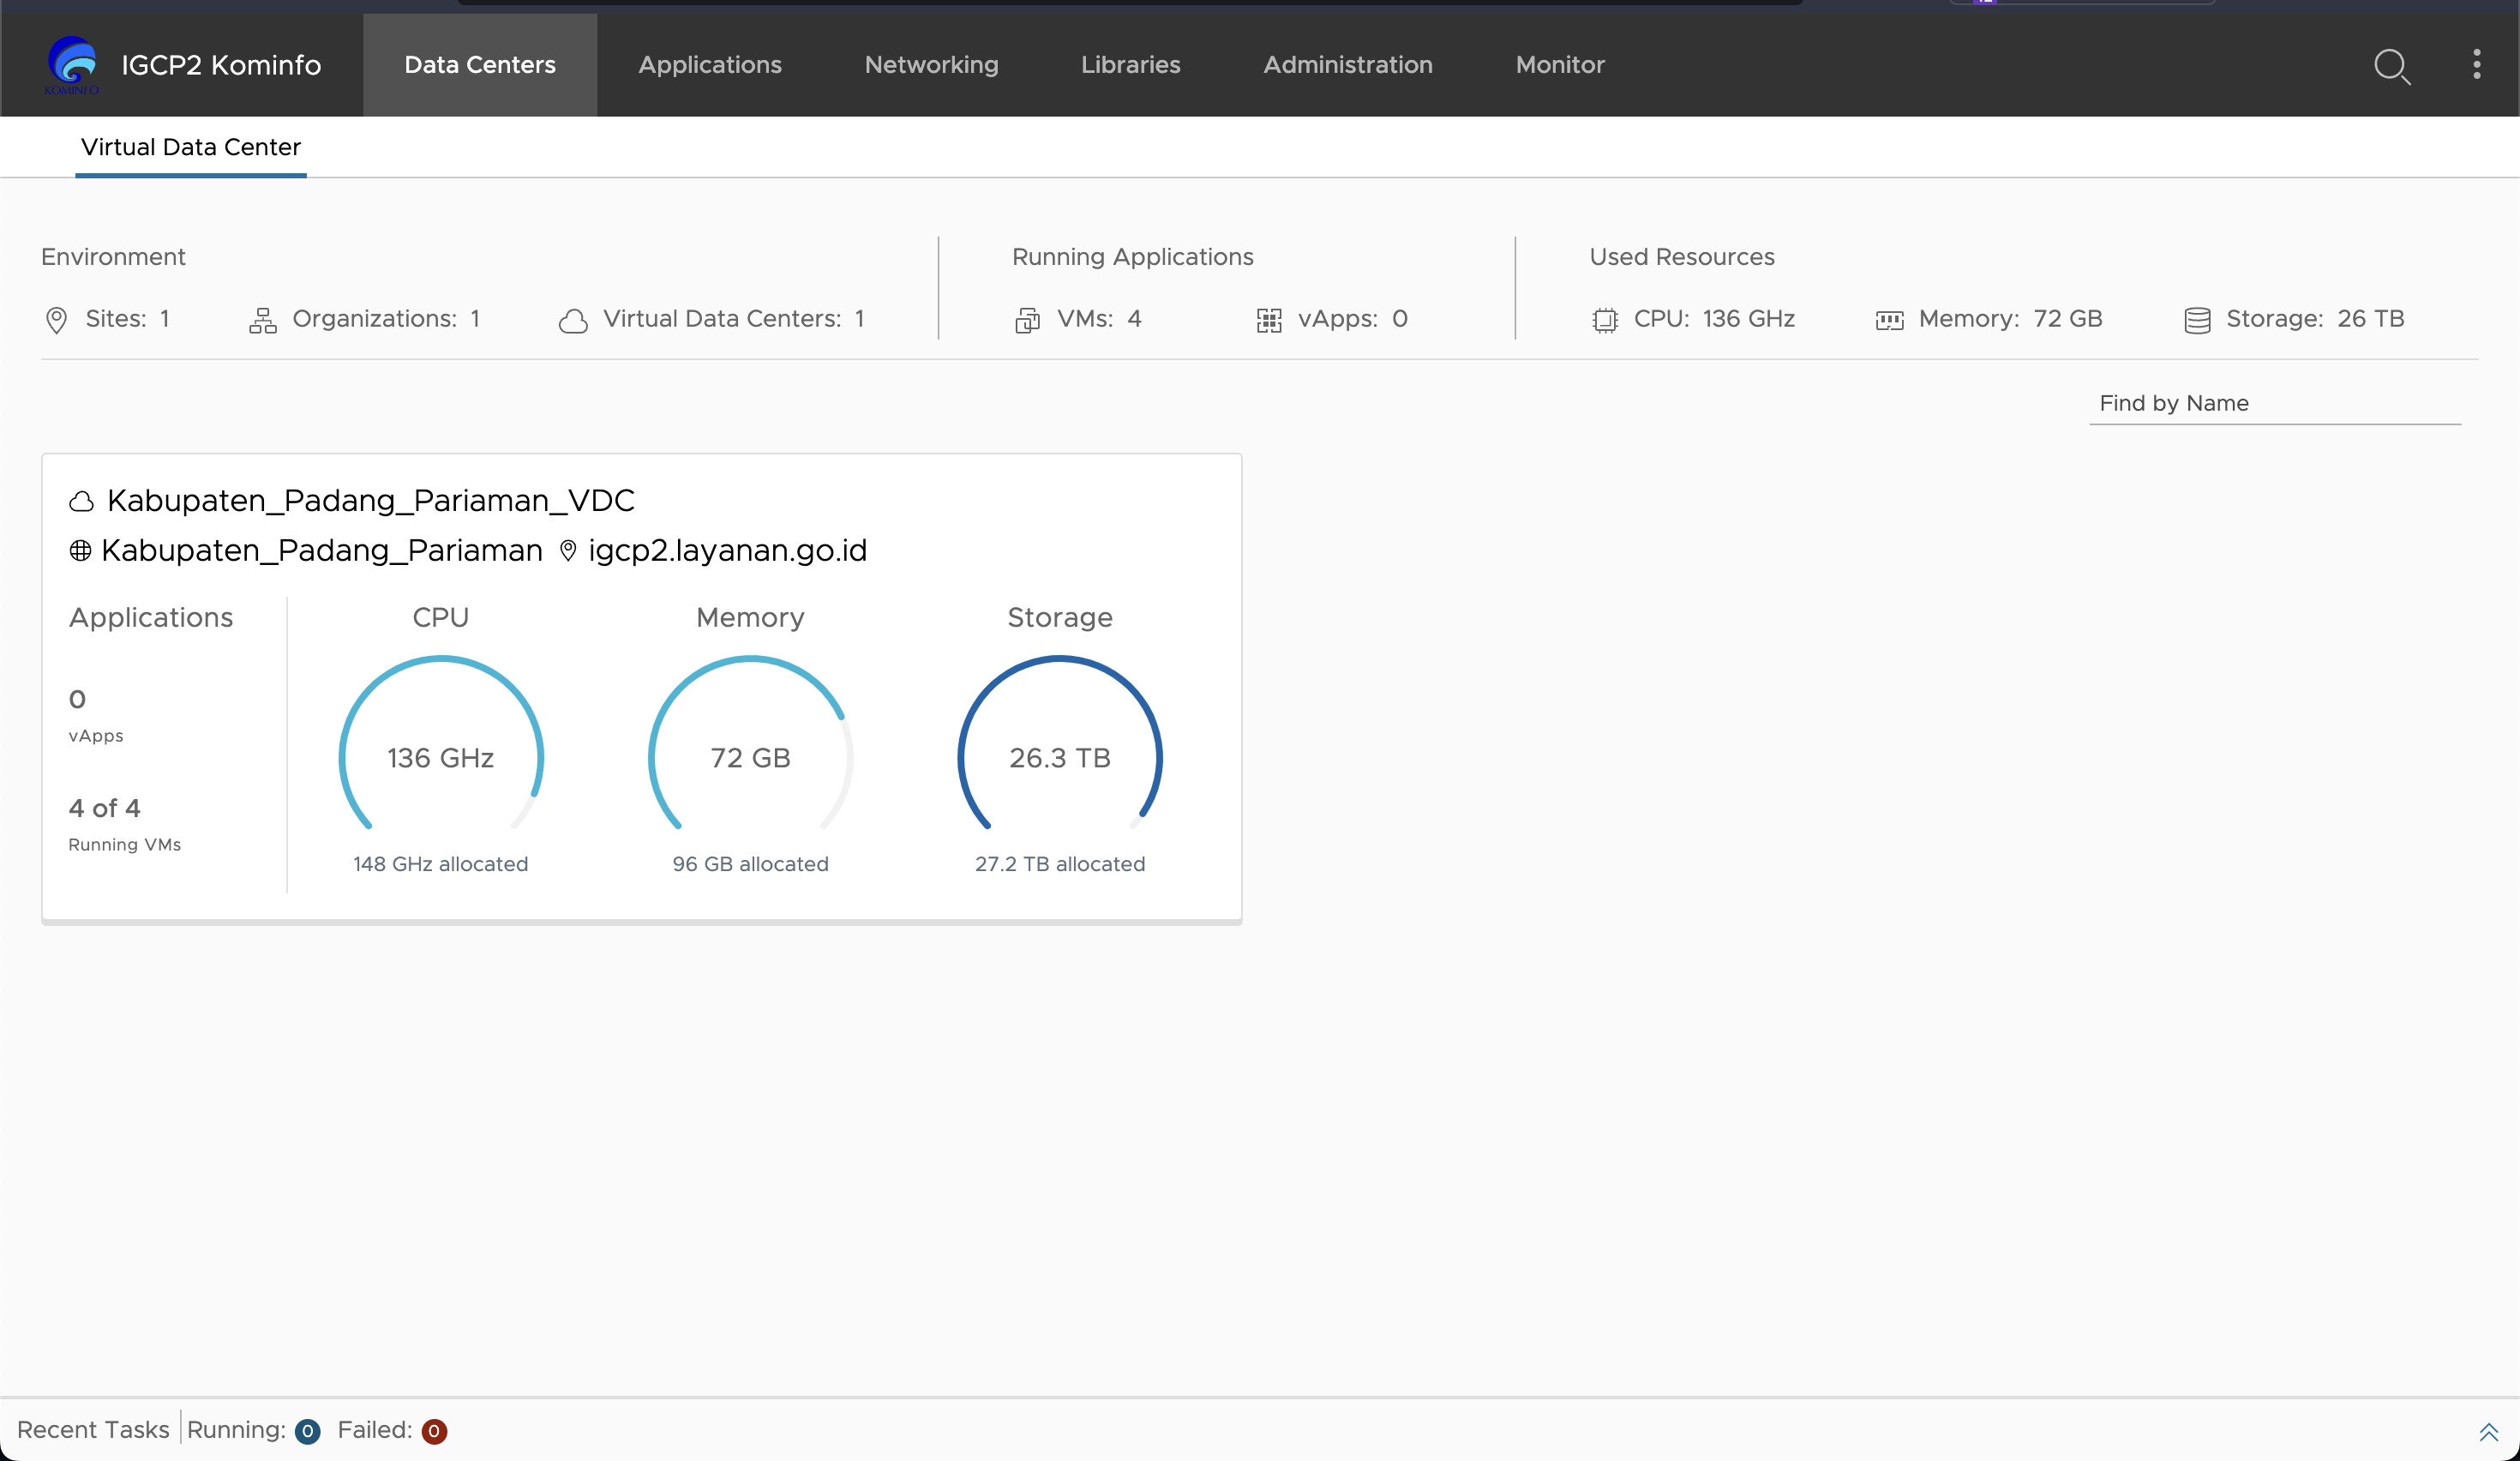 KOMINFO
IGCP2 Kominfo
Data Centers
Applications
Networking
Libraries
Administration
Monitor
Virtual Data Center
Environment
Running Applications
Used Resources
Sites: 1
Organizations: 1
Virtual Data Centers: 1
VMs: 4
vApps: 0
CPU: 136 GHz
Memory: 72 GB
Storage: 26 TB
Find by Name
Kabupaten_Padang_Pariaman_VDC
Kabupaten_Padang_Pariaman igcp2.layanan.go.id
Applications
0
vApps
4 of 4
Running VMs
CPU
136 GHz
148 GHz allocated
Memory
72 GB
96 GB allocated
Storage
26.3 TB
27.2 TB allocated
Recent Tasks Running: 0 Failed: 0